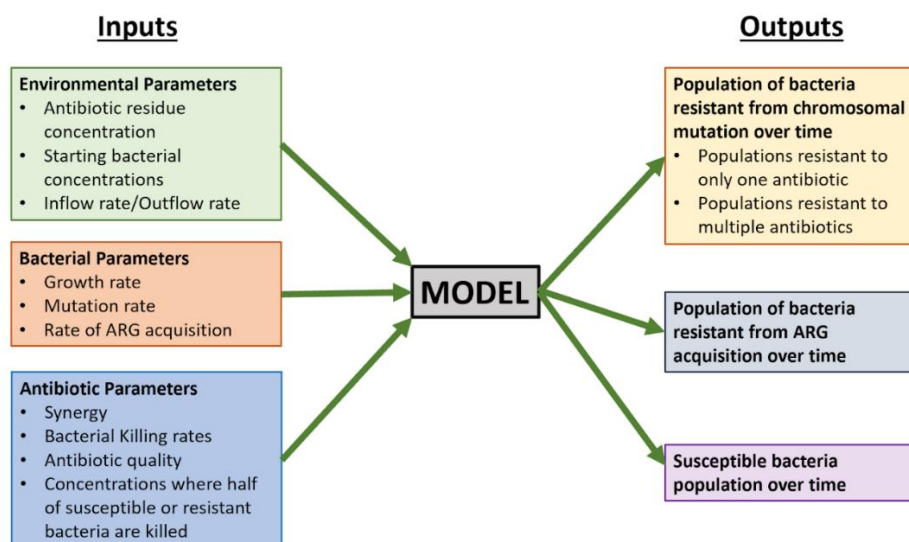 Inputs
Environmental Parameters
• Antibiotic residue
concentration
• Starting bacterial
concentrations
• Inflow rate/Outflow rate
Bacterial Parameters
• Growth rate
• Mutation rate
• Rate of ARG acquisition
Antibiotic Parameters
• Synergy
• Bacterial Killing rates
• Antibiotic quality
• Concentrations where half
of susceptible or resistant
bacteria are killed
MODEL
Outputs
Population of bacteria
resistant from chromosomal
mutation over time
• Populations resistant to
only one antibiotic
• Populations resistant to
multiple antibiotics
Population of bacteria
resistant from ARG
acquisition over time
Susceptible bacteria
population over time